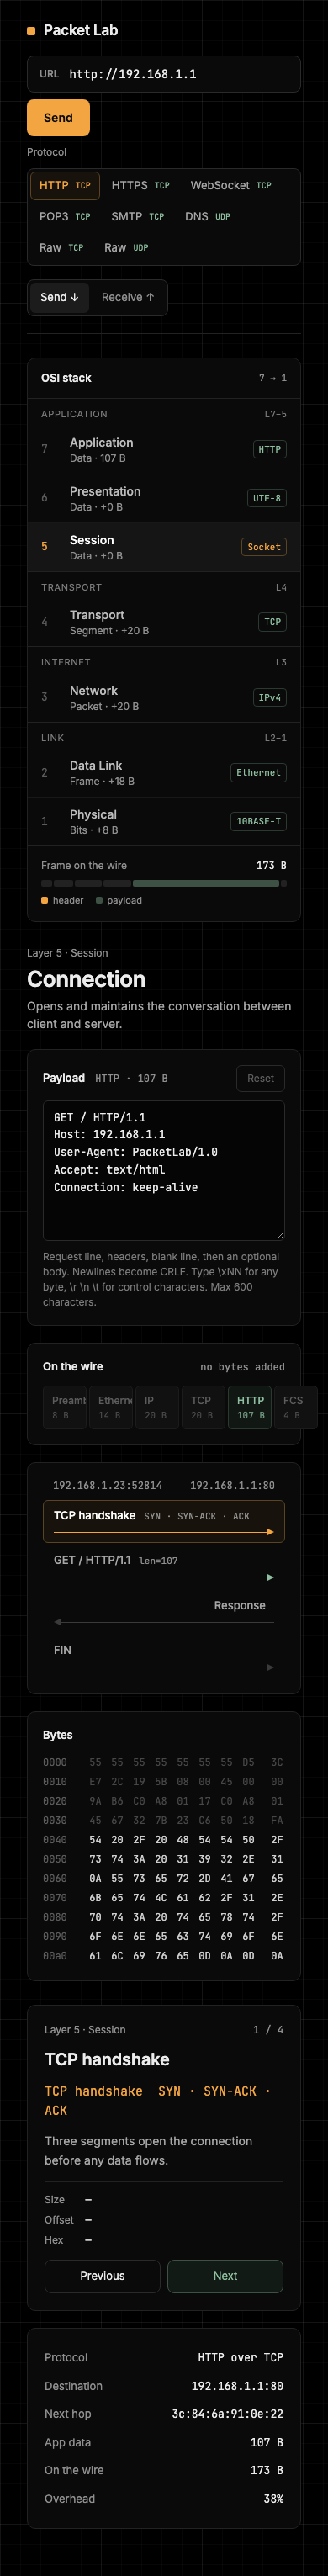 Packet Lab
URL http://192.168.1.1
Send
Protocol
HTTP TCP HTTPS TCP WebSocket TCP
POP3 TCP SMTP TCP DNS UDP
Raw TCP Raw UDP
Send ↓ Receive ↑
OSI stack 7 → 1
APPLICATION L7–5
7 Application HTTP
Data · 107 B
6 Presentation UTF-8
Data · +0 B
5 Session Socket
Data · +0 B
TRANSPORT L4
4 Transport TCP
Segment · +20 B
INTERNET L3
3 Network IPv4
Packet · +20 B
LINK L2–1
2 Data Link Ethernet
Frame · +18 B
1 Physical 10BASE-T
Bits · +8 B
Frame on the wire 173 B
header payload
Layer 5 · Session
Connection
Opens and maintains the conversation between
client and server.
Payload HTTP · 107 B Reset
GET / HTTP/1.1
Host: 192.168.1.1
User-Agent: PacketLab/1.0
Accept: text/html
Connection: keep-alive
Request line, headers, blank line, then an optional
body. Newlines become CRLF. Type \xNN for any
byte, \r \n \t for control characters. Max 600
characters.
On the wire no bytes added
Preamb Etherne IP TCP HTTP FCS
8 B 14 B 20 B 20 B 107 B 4 B
192.168.1.23:52814 192.168.1.1:80
TCP handshake SYN · SYN-ACK · ACK
GET / HTTP/1.1 len=107
Response
FIN
Bytes
0000 55 55 55 55 55 55 55 D5 3C
0010 E7 2C 19 5B 08 00 45 00 00
0020 9A B6 C0 A8 01 17 C0 A8 01
0030 45 67 32 7B 23 C6 50 18 FA
0040 54 20 2F 20 48 54 54 50 2F
0050 73 74 3A 20 31 39 32 2E 31
0060 0A 55 73 65 72 2D 41 67 65
0070 6B 65 74 4C 61 62 2F 31 2E
0080 70 74 3A 20 74 65 78 74 2F
0090 6F 6E 6E 65 63 74 69 6F 6E
00a0 61 6C 69 76 65 0D 0A 0D 0A
Layer 5 · Session 1 / 4
TCP handshake
TCP handshake SYN · SYN-ACK ·
ACK
Three segments open the connection
before any data flows.
Size —
Offset —
Hex —
Previous Next
Protocol HTTP over TCP
Destination 192.168.1.1:80
Next hop 3c:84:6a:91:0e:22
App data 107 B
On the wire 173 B
Overhead 38%